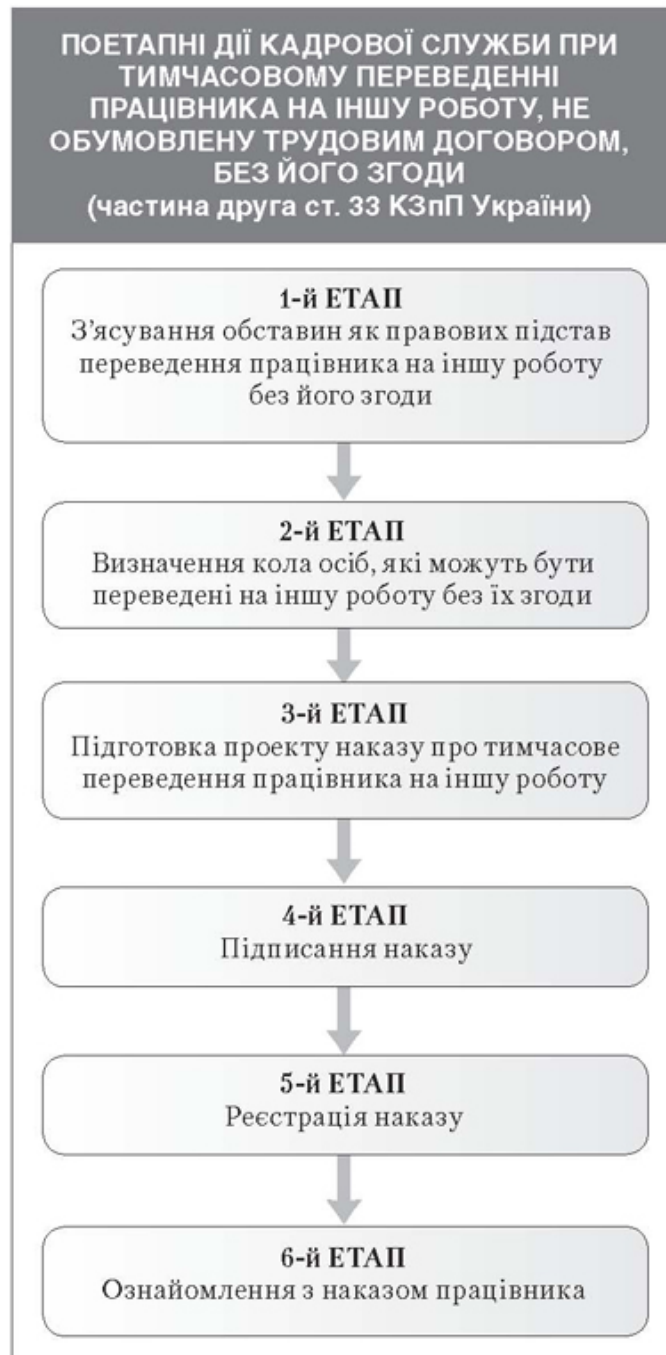 ПОЕТАПНІ ДІЇ КАДРОВОЇ СЛУЖБИ ПРИ
ТИМЧАСОВОМУ ПЕРЕВЕДЕННІ
ПРАЦІВНИКА НА ІНШУ РОБОТУ, НЕ
ОБУМОВЛЕНУ ТРУДОВИМ ДОГОВОРОМ,
БЕЗ ЙОГО ЗГОДИ
(частина друга ст. 33 КЗпП України)
1-й ЕТАП
З’ясування обставин як правових підстав
переведення працівника на іншу роботу
без його згоди
2-й ЕТАП
Визначення кола осіб, які можуть бути
переведені на іншу роботу без їх згоди
3-й ЕТАП
Підготовка проекту наказу про тимчасове
переведення працівника на іншу роботу
4-й ЕТАП
Підписання наказу
5-й ЕТАП
Реєстрація наказу
6-й ЕТАП
Ознайомлення з наказом працівника